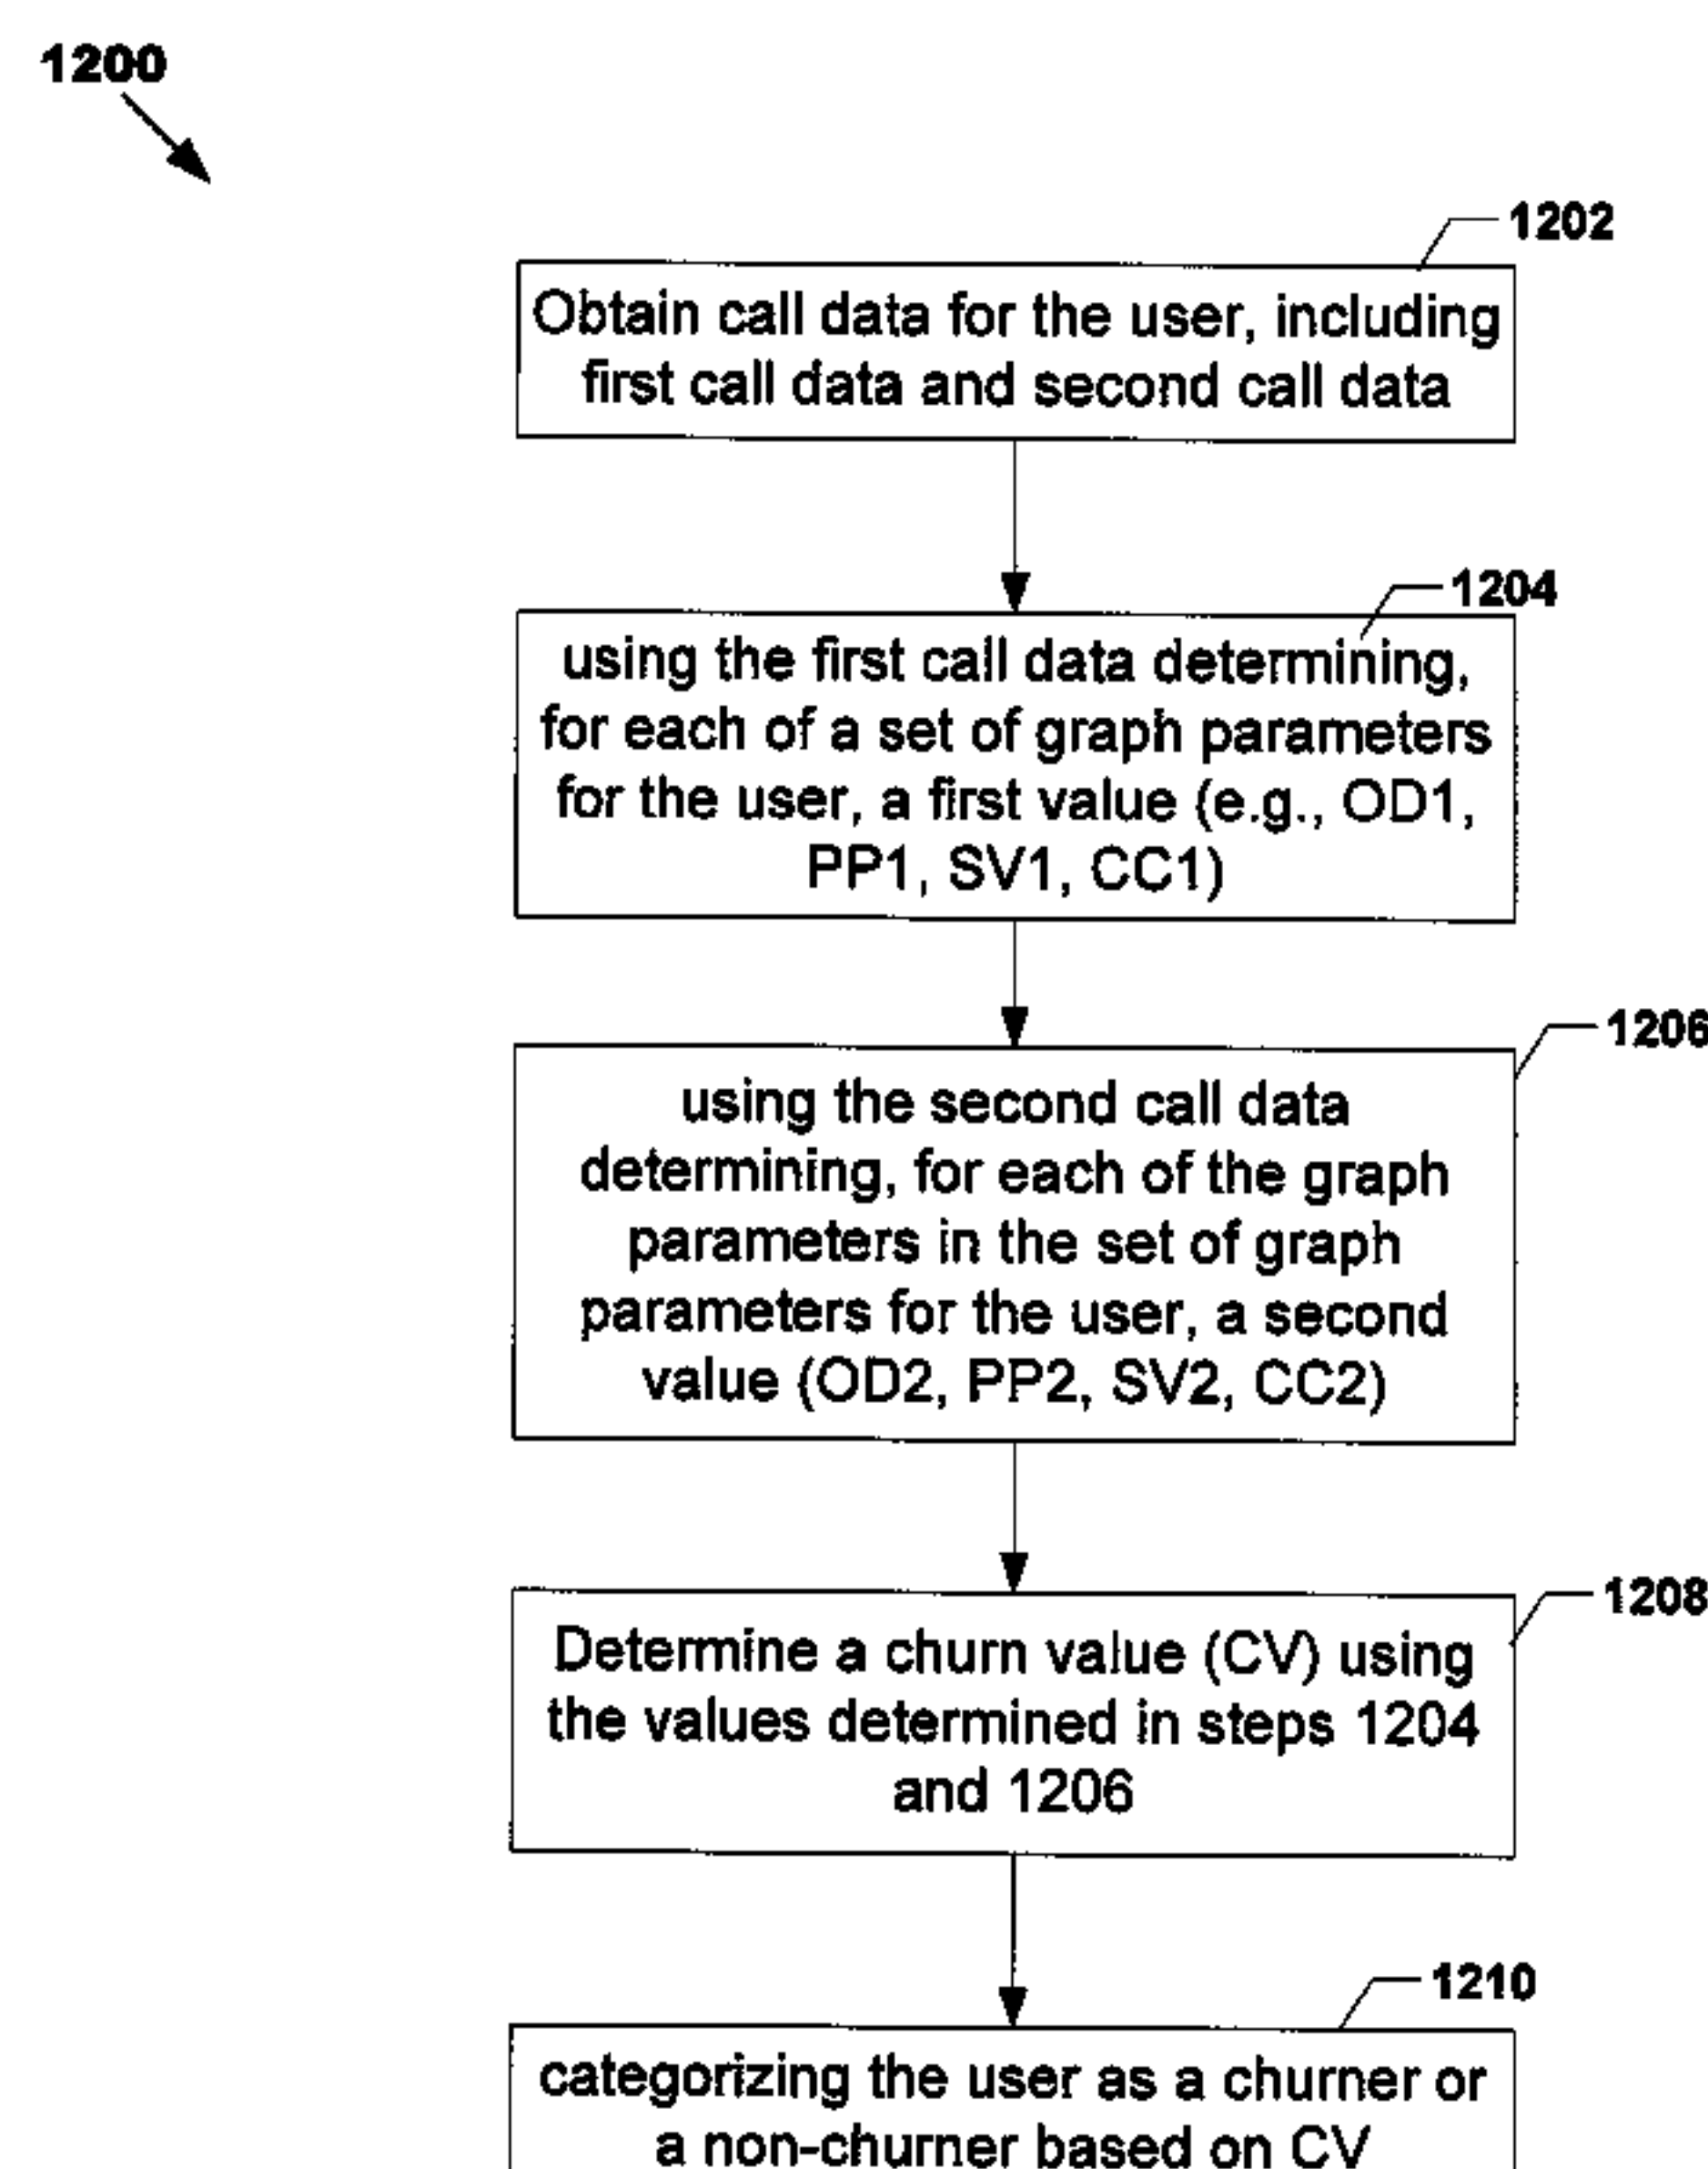 1200
1202
Obtain call data for the user, including
first call data and second call data
1204
using the first call data determining,
for each of a set of graph parameters
for the user, a first value (e.g., OD1,
PP1, SV1, CC1)
1206
using the second call data
determining, for each of the graph
parameters in the set of graph
parameters for the user, a second
value (OD2, PP2, SV2, CC2)
1208
Determine a churn value (CV) using
the values determined in steps 1204
and 1206
1210
categorizing the user as a churner or
a non-churner based on CV